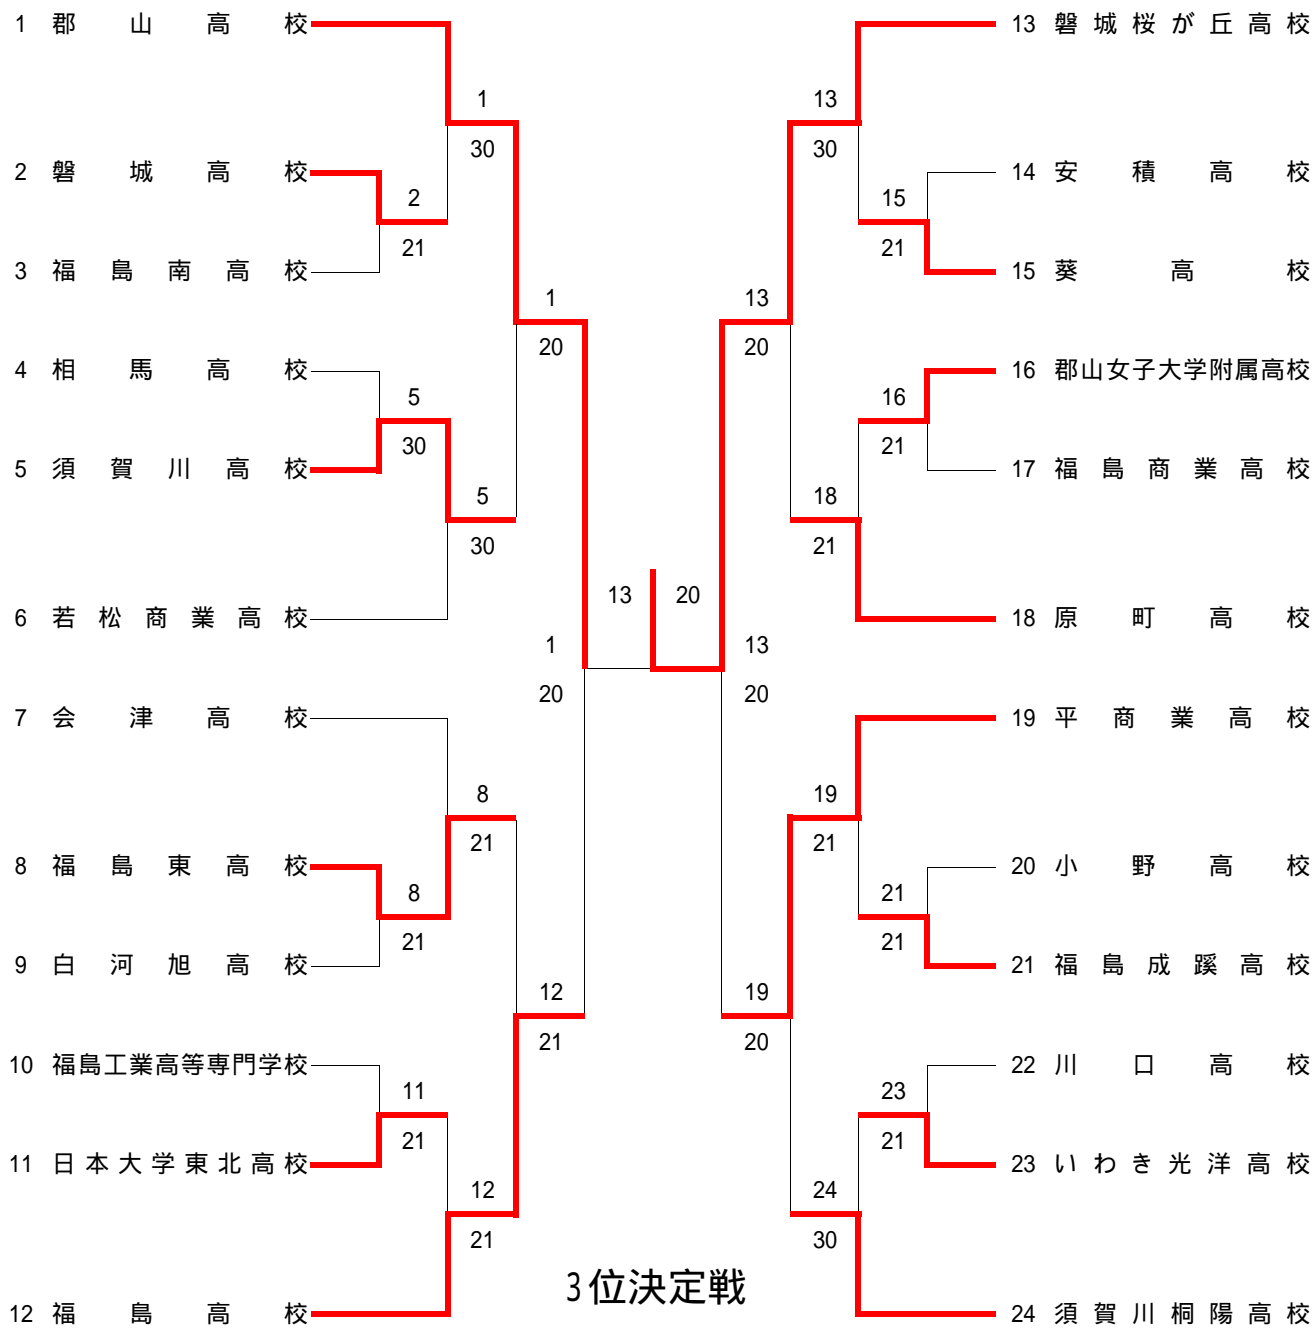 1 郡山高校
13 磐城桜が丘高校
1
30
13
30
2 磐城高校
14 安積高校
2
21
15
21
3 福島南高校
15 葵高校
1
20
13
20
4 相馬高校
16 郡山女子大学附属高校
5
30
16
21
5 須賀川高校
17 福島商業高校
5
30
18
21
13 20
6 若松商業高校
18 原町高校
1
20
13
20
7 会津高校
19 平商業高校
8
21
19
21
8 福島東高校
20 小野高校
8
21
21
21
9 白河旭高校
21 福島成蹊高校
12
21
19
20
10 福島工業高等専門学校
22 川口高校
11
21
23
21
11 日本大学東北高校
23 いわき光洋高校
12
21
24
30
3位決定戦
12 福島高校
24 須賀川桐陽高校